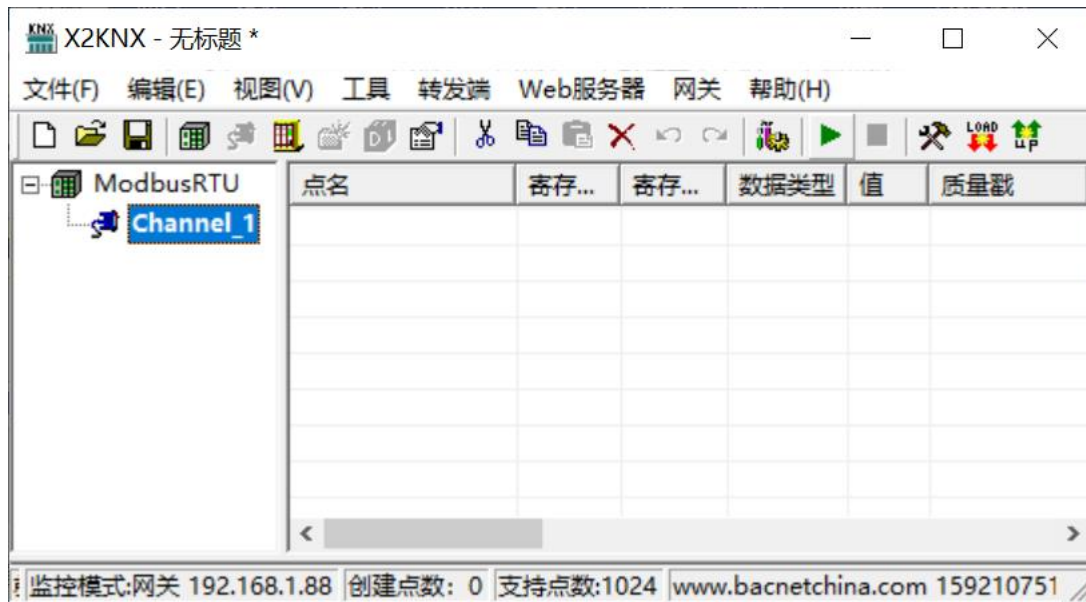 KNX X2KNX - 无标题 *
文件(F) 编辑(E) 视图(V) 工具 转发端 Web服务器 网关 帮助(H)
LOAD UP
ModbusRTU 点名 寄存... 寄存... 数据类型 值 质量戳
Channel_1
监控模式:网关 192.168.1.88 创建点数: 0 支持点数:1024 www.bacnetchina.com 159210751